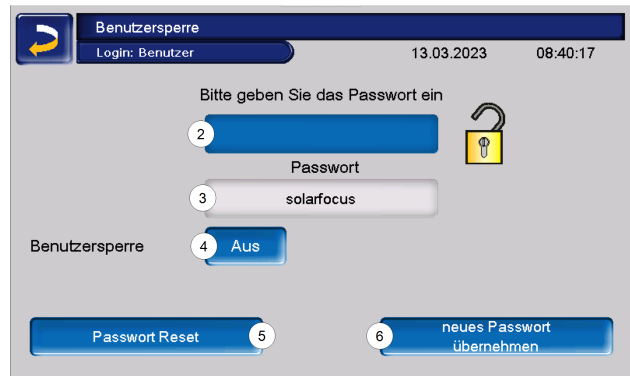 Benutzersperre
Login: Benutzer 13.03.2023 08:40:17
Bitte geben Sie das Passwort ein
2
Passwort
3 solarfocus
Benutzersperre 4 Aus
Passwort Reset 5
6 neues Passwort
übernehmen